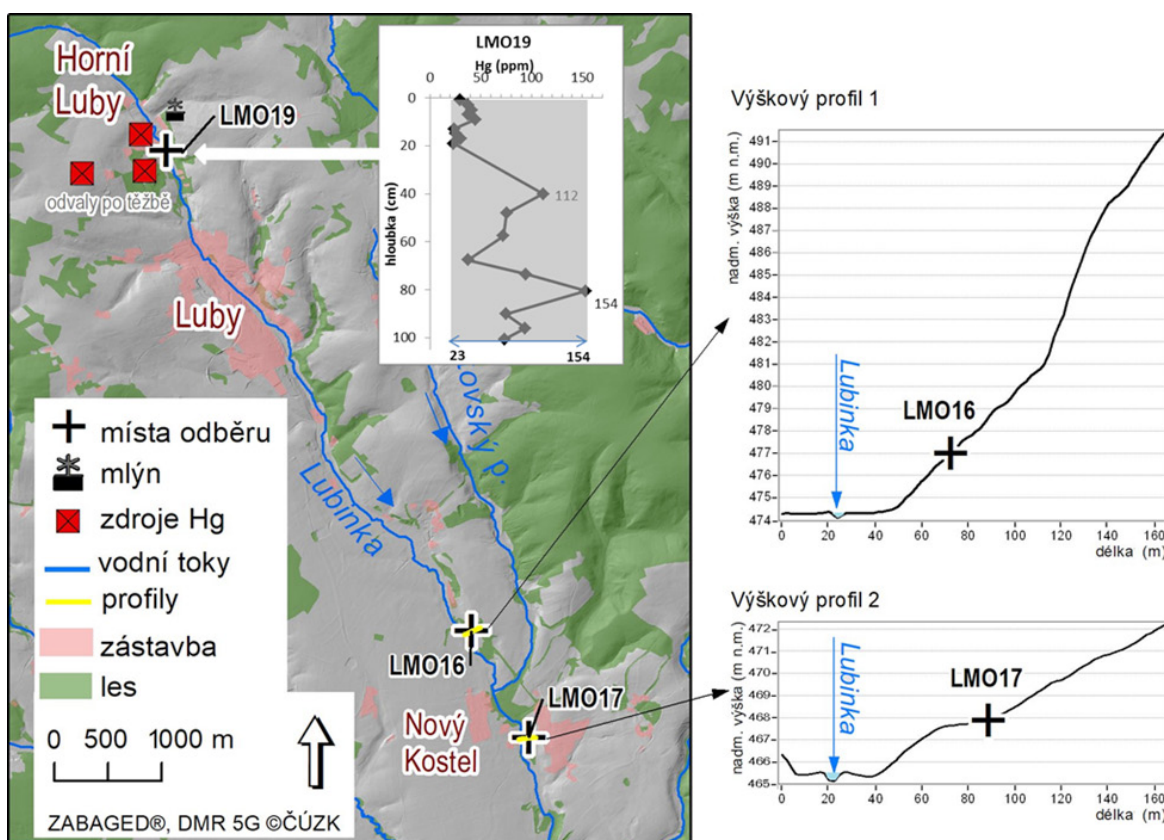 Horní
Luby
LMO19
odvaly po těžbě
Luby
LMO19
Hg (ppm)
0 50 100 150
0
20
40
60
80
100
hloubka (cm)
112
154
23 154
ovský p.
Lubinka
místa odběru
mlýn
zdroje Hg
vodní toky
profily
zástavba
les
0 500 1000 m
ZABAGED®, DMR 5G ©ČÚZK
LMO16
LMO17
Nový
Kostel
Výškový profil 1
nadm. výška (m n.m.)
491
490
489
488
486
485
484
483
481
480
479
478
476
475
474
Lubinka
LMO16
0 20 40 60 80 100 120 140 160
délka (m)
Výškový profil 2
nadm. výška (m n.m.)
472
471
470
469
468
466
465
Lubinka
LMO17
0 20 40 60 80 100 120 140 160
délka (m)